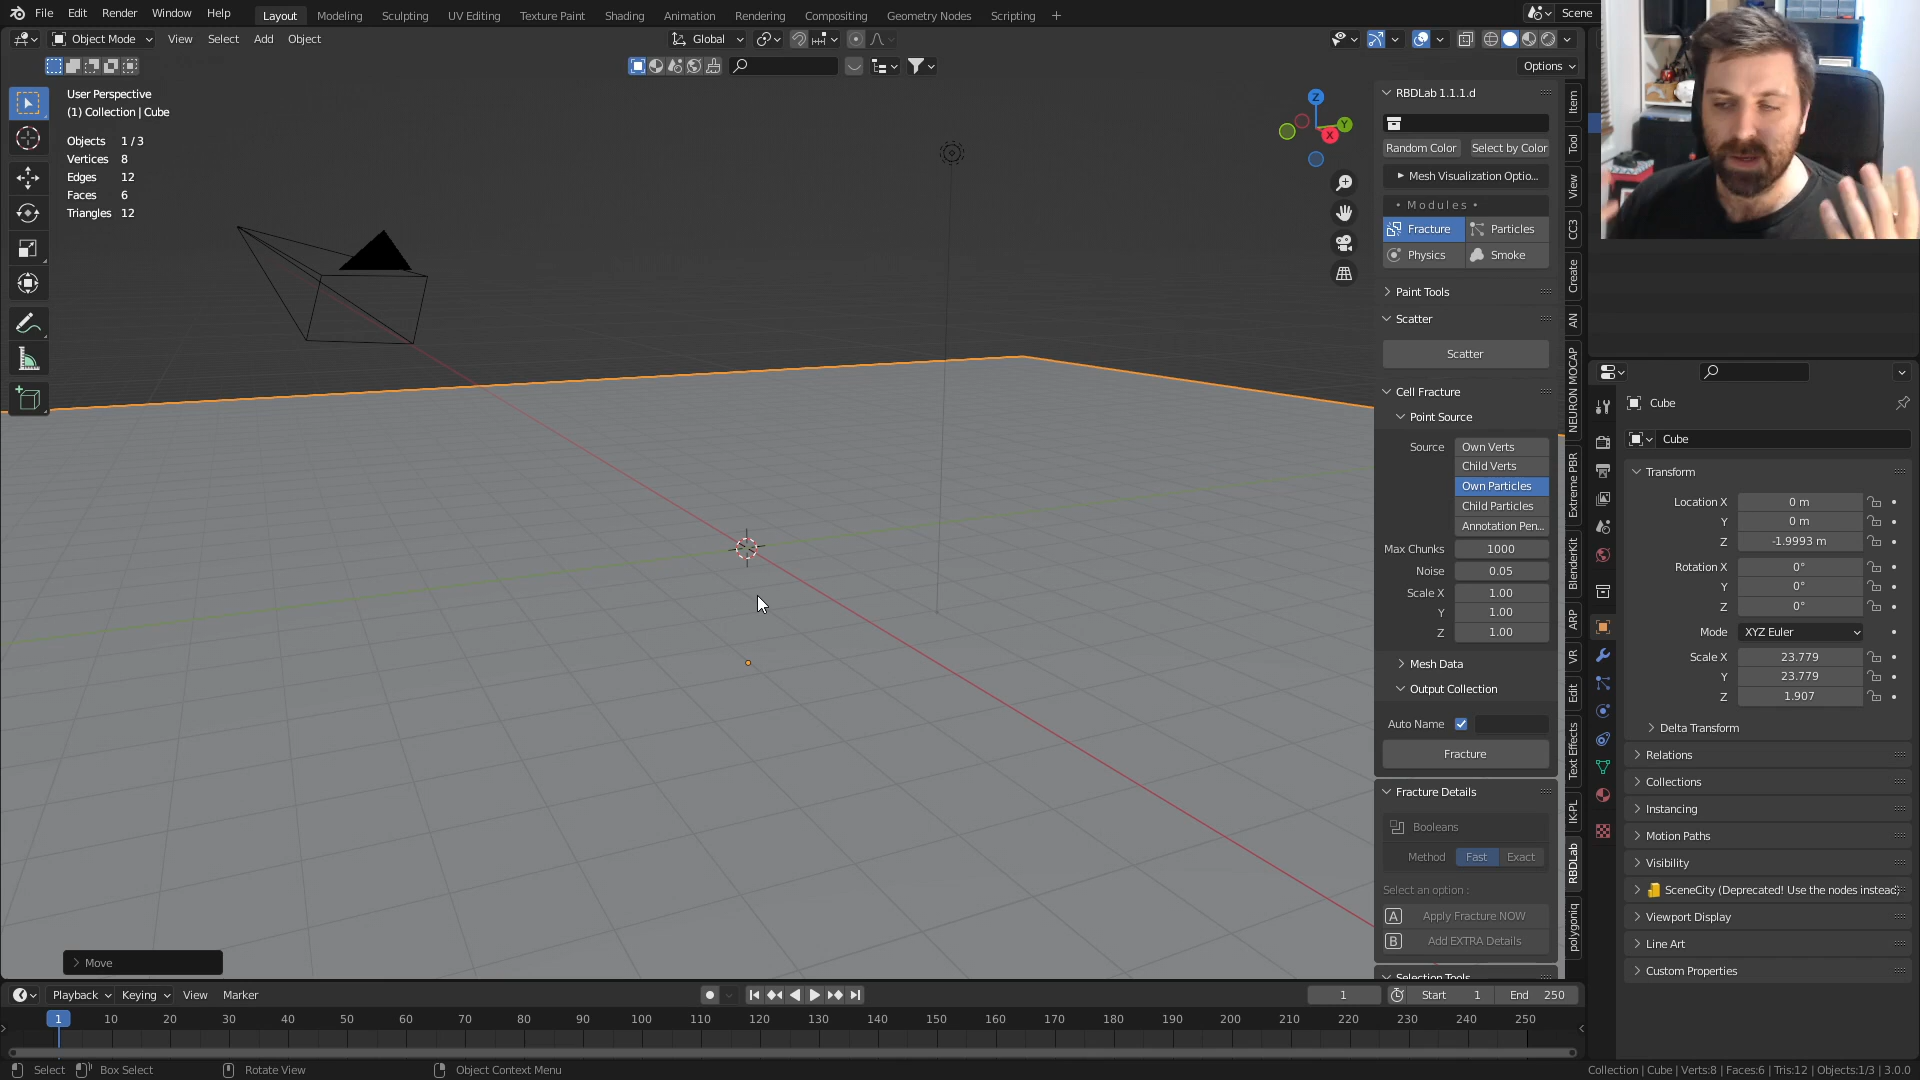 File Edit Render Window Help
Layout Modeling Sculpting UV Editing Texture Paint Shading Animation Rendering Compositing Geometry Nodes Scripting
Scene
Object Mode View Select Add Object
Global
Options
User Perspective
(1) Collection | Cube
Objects 1 / 3
Vertices 8
Edges 12
Faces 6
Triangles 12
Z
Y
X
RBDLab 1.1.1.d
Random Color Select by Color
Mesh Visualization Optio...
• Modules •
Fracture Particles
Physics Smoke
Paint Tools
Scatter
Scatter
Cell Fracture
Point Source
Source Own Verts
Child Verts
Own Particles
Child Particles
Annotation Pen...
Max Chunks 1000
Noise 0.05
Scale X 1.00
Y 1.00
Z 1.00
Mesh Data
Output Collection
Auto Name
Fracture
Fracture Details
Booleans
Method Fast Exact
Select an option :
A Apply Fracture NOW
B Add EXTRA Details
Selection Tools
Item
Tool
View
CC3
Create
AN
NEURON MOCAP
Extreme PBR
BlenderKit
ARP
VR
Edit
Text Effects
IK-PL
RBDLab
polygoniq
Cube
Cube
Transform
Location X 0 m
Y 0 m
Z -1.9993 m
Rotation X 0°
Y 0°
Z 0°
Mode XYZ Euler
Scale X 23.779
Y 23.779
Z 1.907
Delta Transform
Relations
Collections
Instancing
Motion Paths
Visibility
SceneCity (Deprecated! Use the nodes instead)
Viewport Display
Line Art
Custom Properties
Move
Playback Keying View Marker
1 Start 1 End 250
1 10 20 30 40 50 60 70 80 90 100 110 120 130 140 150 160 170 180 190 200 210 220 230 240 250
Select Box Select Rotate View Object Context Menu
Collection | Cube | Verts:8 | Faces:6 | Tris:12 | Objects:1/3 | 3.0.0